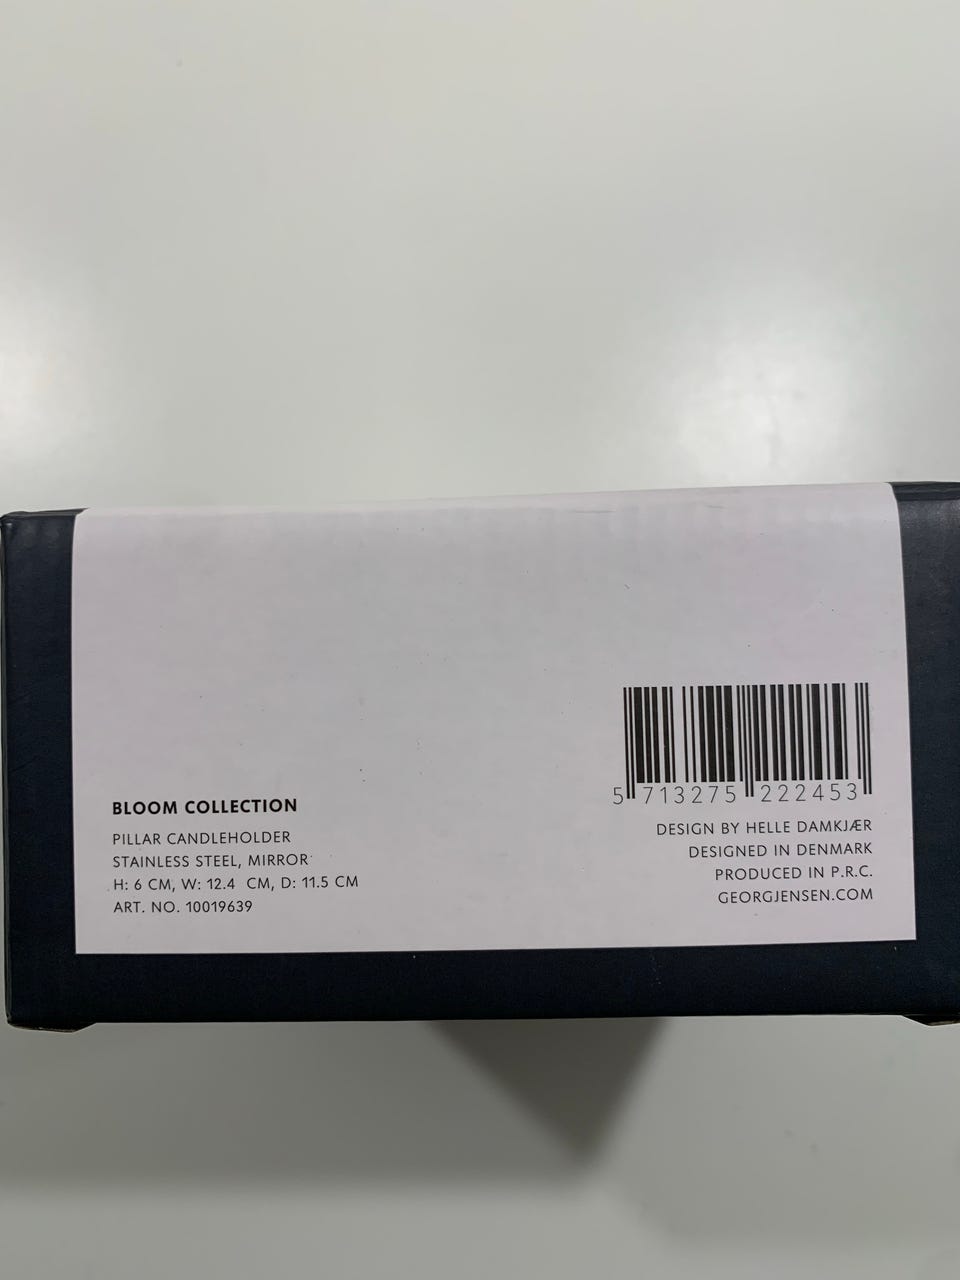 BLOOM COLLECTION
PILLAR CANDLEHOLDER
STAINLESS STEEL, MIRROR
H: 6 CM, W: 12.4 CM, D: 11.5 CM
ART. NO. 10019639
5 713275 222453
DESIGN BY HELLE DAMKJÆR
DESIGNED IN DENMARK
PRODUCED IN P.R.C.
GEORGJENSEN.COM